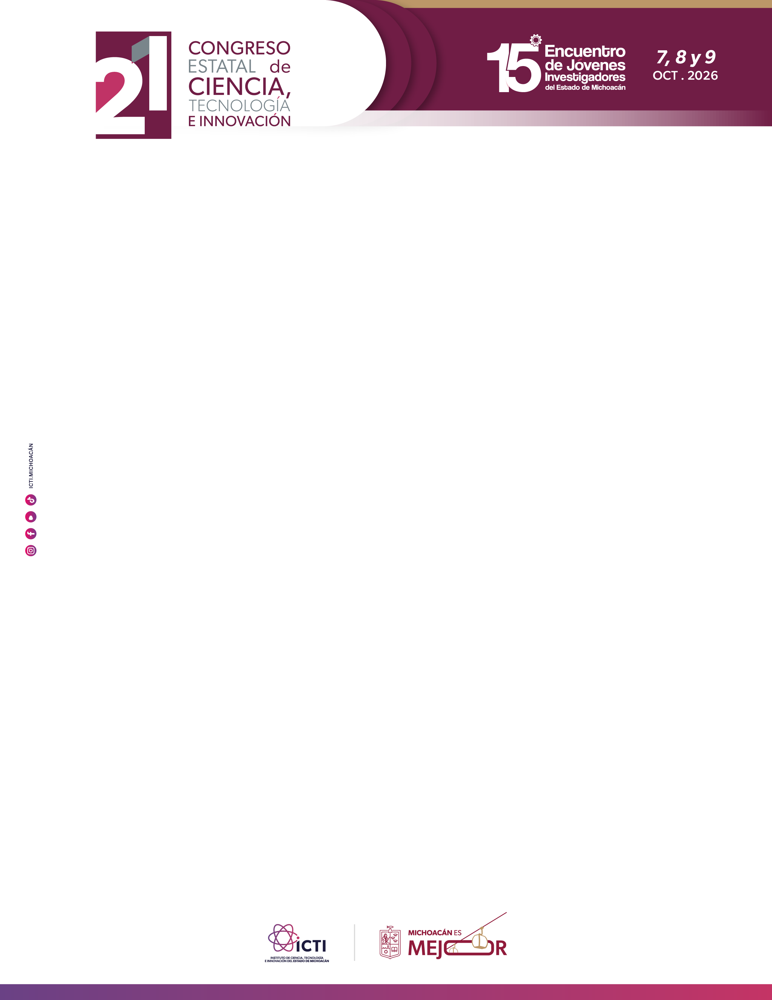 21
CONGRESO
ESTATAL de
CIENCIA,
TECNOLOGÍA
E INNOVACIÓN
15
Encuentro
de Jóvenes
Investigadores
del Estado de Michoacán
7, 8 y 9
OCT . 2026
ICTI.MICHOACÁN
iCTI
INSTITUTO DE CIENCIA, TECNOLOGÍA
E INNOVACIÓN DEL ESTADO DE MICHOACÁN
MICHOACÁN ES
MEJOR